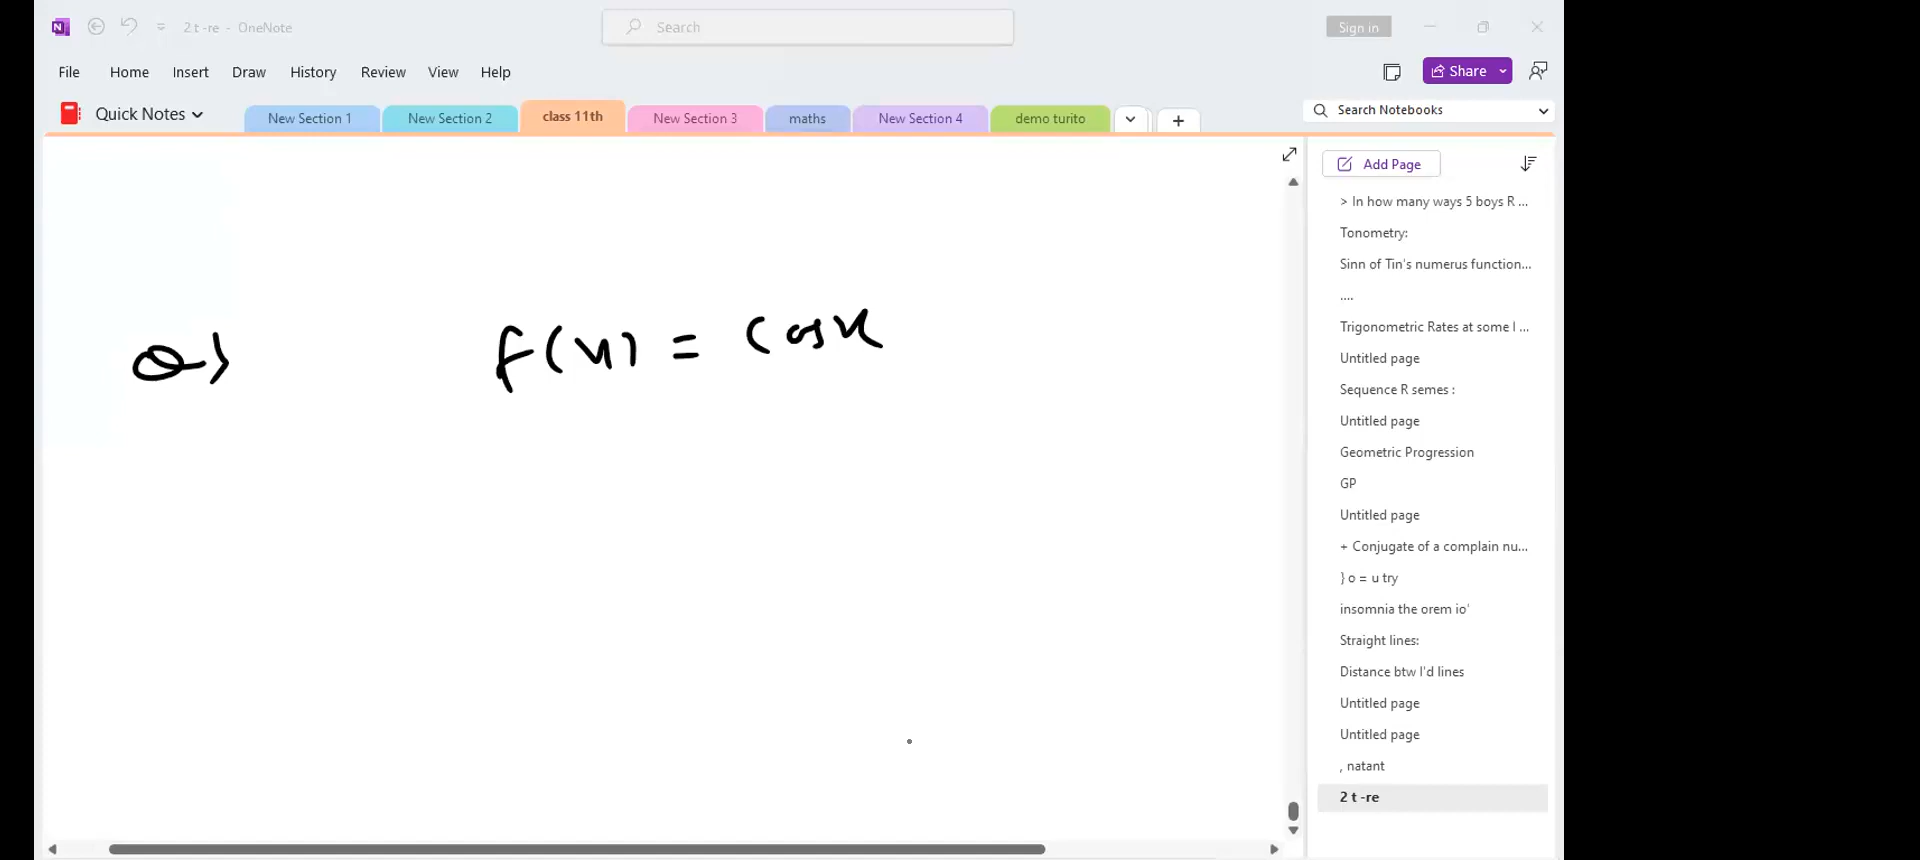 2 t -re - OneNote
Search
Sign in
File Home Insert Draw History Review View Help
Share
Quick Notes
New Section 1 New Section 2 class 11th New Section 3 maths New Section 4 demo turito
+
Search Notebooks
Add Page
> In how many ways 5 boys R ...
Tonometry:
Sinn of Tin's numerus function...
....
Trigonometric Rates at some l ...
Untitled page
Sequence R semes :
Untitled page
Geometric Progression
GP
Untitled page
+ Conjugate of a complain nu...
} o = u try
insomnia the orem io'
Straight lines:
Distance btw l'd lines
Untitled page
Untitled page
, natant
2 t -re
Q→) f(x) = cosx